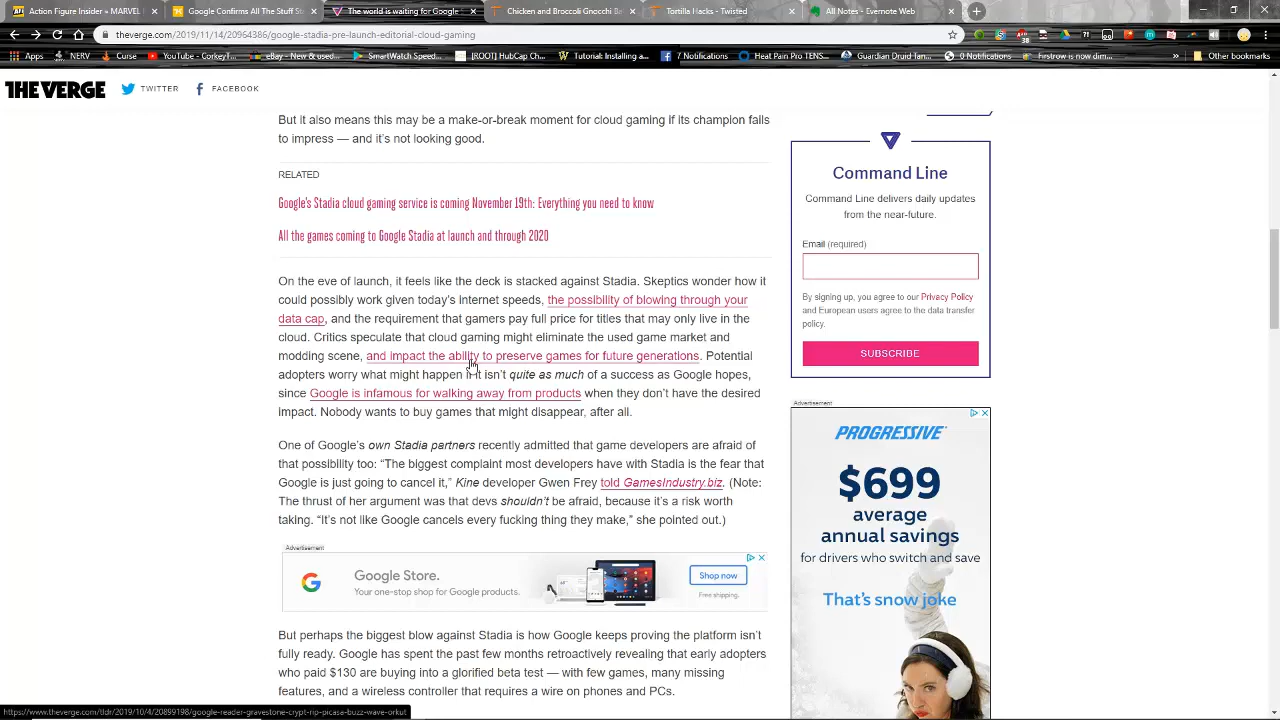 Action Figure Insider » MARVEL
Google Confirms All The Stuff St
The world is waiting for Google
Chicken and Broccoli Gnocchi
Tortilla Hacks - Twisted
All Notes - Evernote Web
theverge.com/2019/11/14/20964386/google-stadia-pre-launch-editorial-cloud-gaming
Apps
NERV
Curse
YouTube - CorkeyT...
eBay - New & used...
SmartWatch Speed...
[ROOT] HubCap Ch...
Tutorial: Installing a...
7 Notifications
Heat Pain Pro TENS...
Guardian Druid Tan...
0 Notifications
Firstrow is now dim...
»
Other bookmarks
THE VERGE
TWITTER
FACEBOOK
But it also means this may be a make-or-break moment for cloud gaming if its champion fails
to impress — and it's not looking good.
RELATED
Google's Stadia cloud gaming service is coming November 19th: Everything you need to know
All the games coming to Google Stadia at launch and through 2020
On the eve of launch, it feels like the deck is stacked against Stadia. Skeptics wonder how it
could possibly work given today's internet speeds, the possibility of blowing through your
data cap, and the requirement that gamers pay full price for titles that may only live in the
cloud. Critics speculate that cloud gaming might eliminate the used game market and
modding scene, and impact the ability to preserve games for future generations. Potential
adopters worry what might happen if it isn't quite as much of a success as Google hopes,
since Google is infamous for walking away from products when they don't have the desired
impact. Nobody wants to buy games that might disappear, after all.
One of Google's own Stadia partners recently admitted that game developers are afraid of
that possibility too: “The biggest complaint most developers have with Stadia is the fear that
Google is just going to cancel it,” Kine developer Gwen Frey told GamesIndustry.biz. (Note:
The thrust of her argument was that devs shouldn't be afraid, because it's a risk worth
taking. “It's not like Google cancels every fucking thing they make,” she pointed out.)
Advertisement
Google Store.
Your one-stop shop for Google products.
Shop now
Free shipping.
But perhaps the biggest blow against Stadia is how Google keeps proving the platform isn't
fully ready. Google has spent the past few months retroactively revealing that early adopters
who paid $130 are buying into a glorified beta test — with few games, many missing
features, and a wireless controller that requires a wire on phones and PCs.
Command Line
Command Line delivers daily updates
from the near-future.
Email (required)
By signing up, you agree to our Privacy Policy
and European users agree to the data transfer
policy.
SUBSCRIBE
Advertisement
PROGRESSIVE
$699
average
annual savings
for drivers who switch and save
That's snow joke
https://www.theverge.com/tldr/2019/10/4/20899198/google-reader-gravestone-crypt-rip-picasa-buzz-wave-orkut